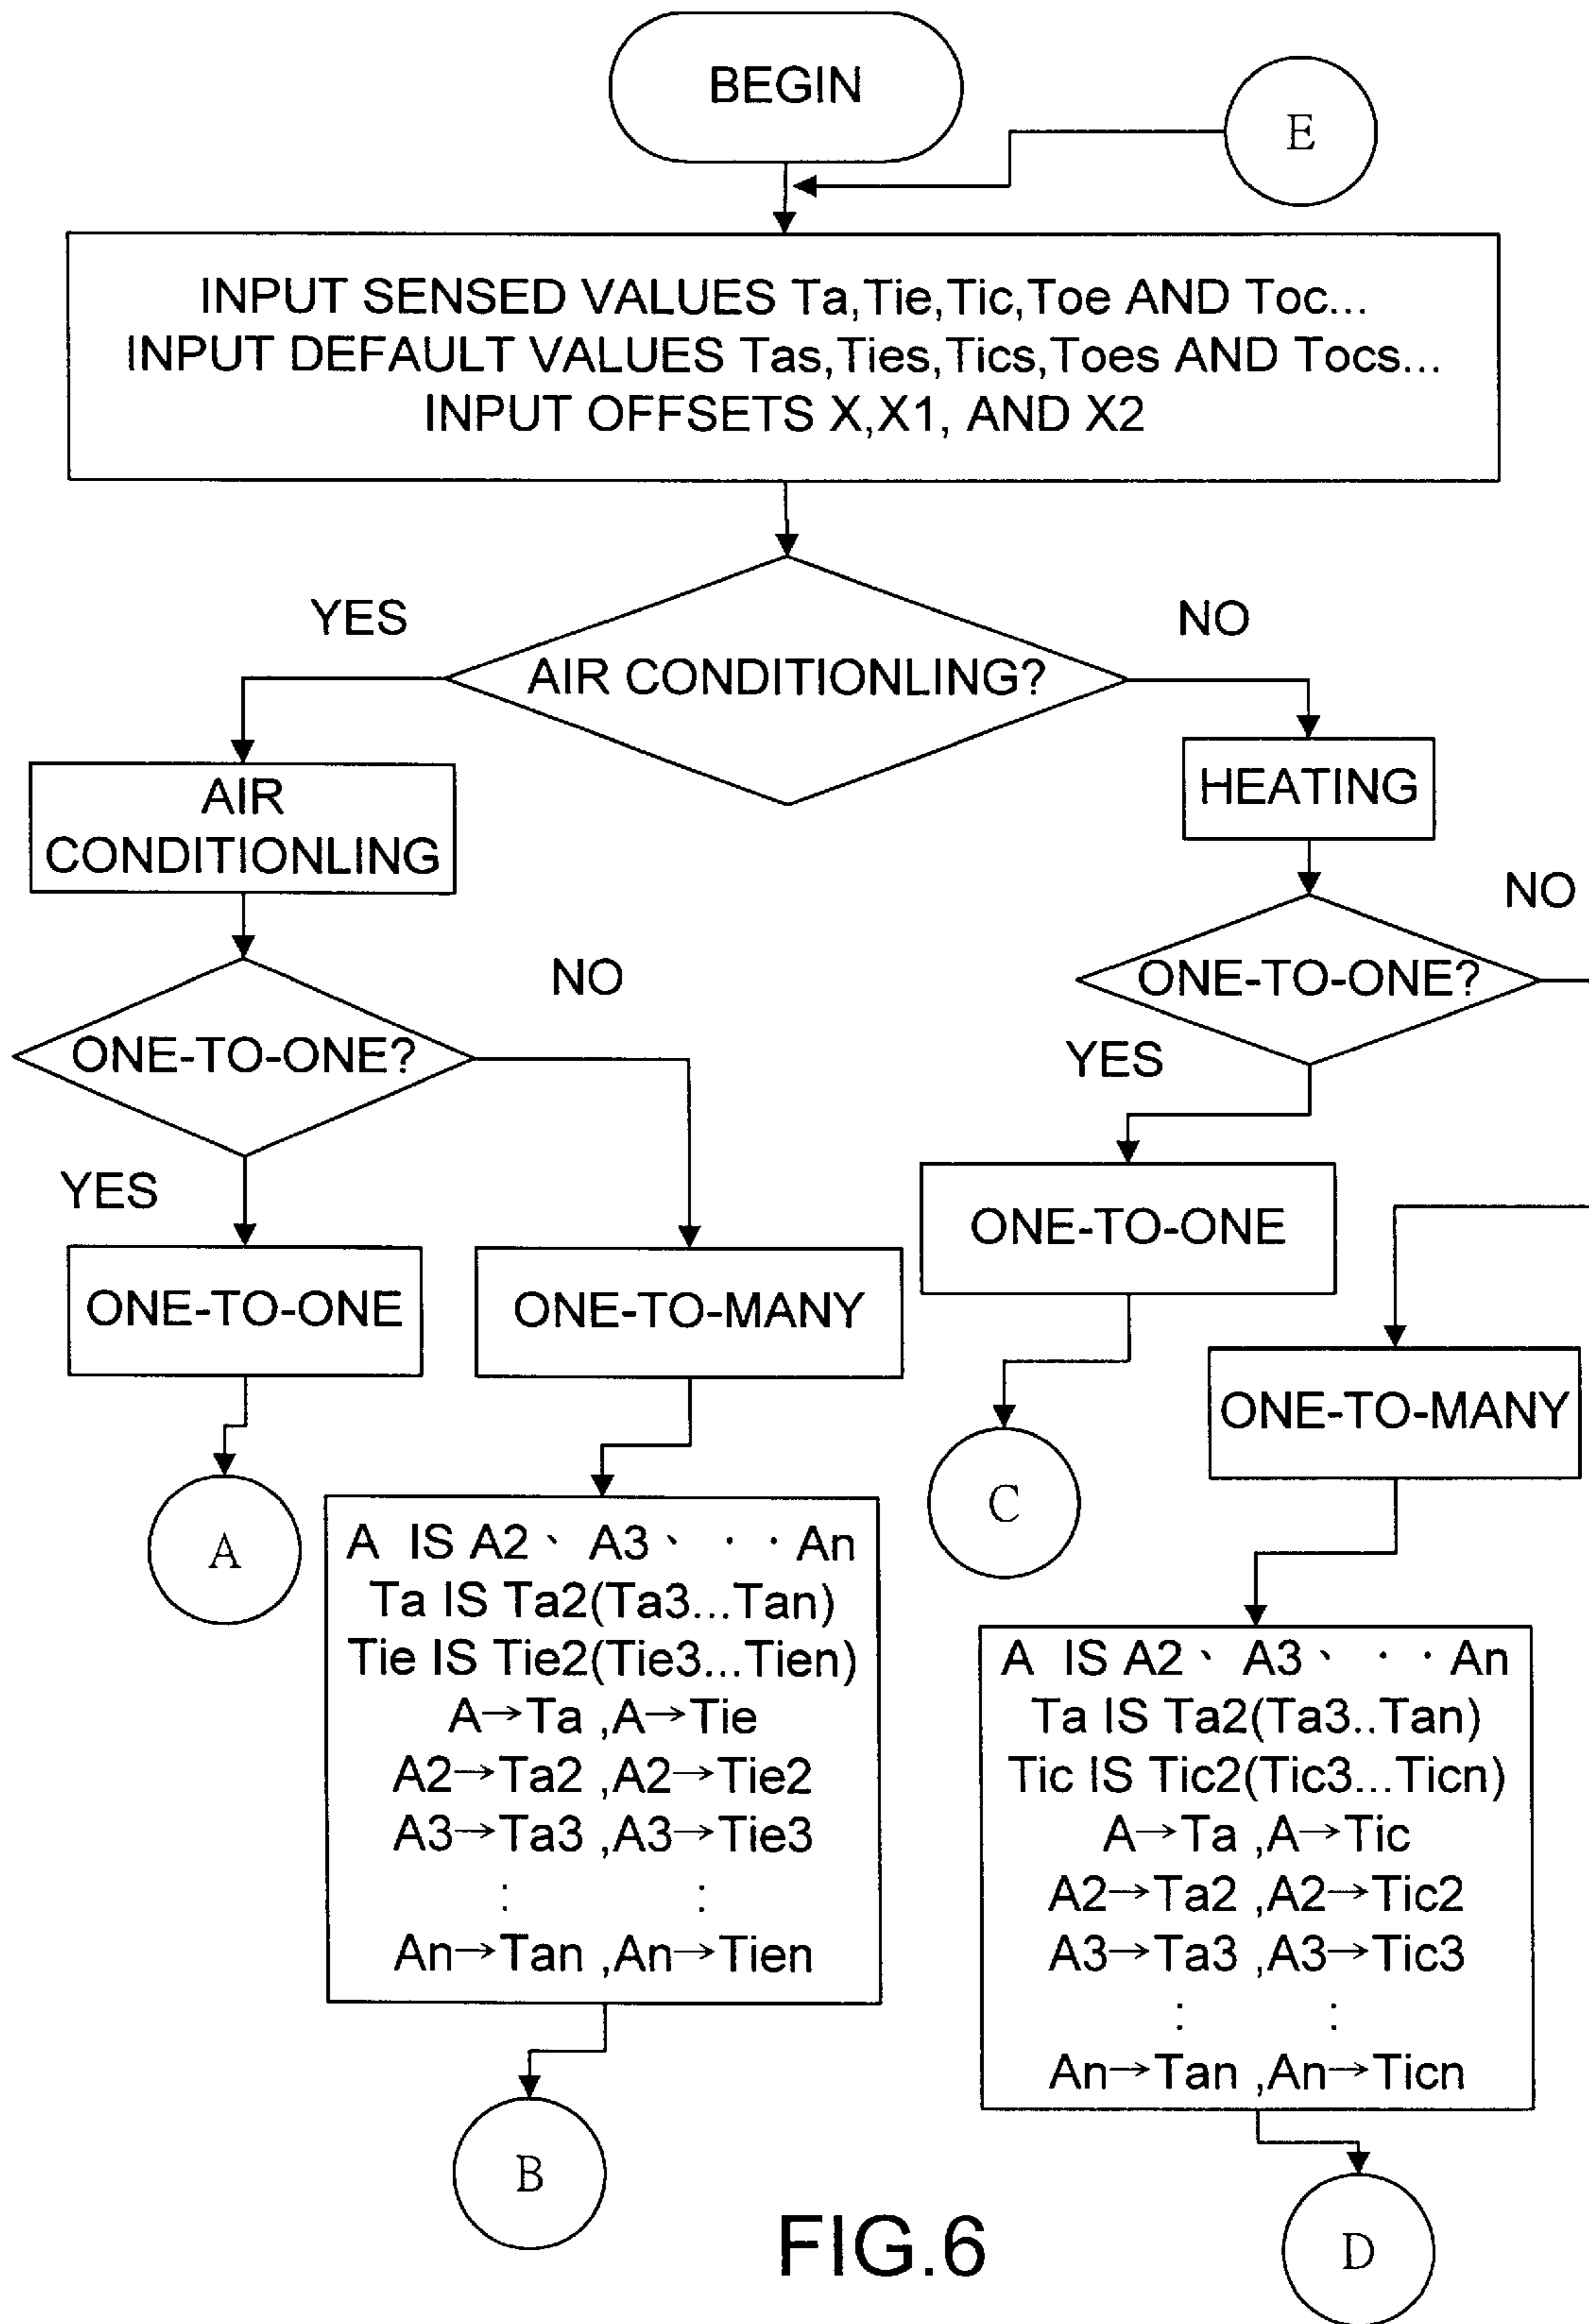 BEGIN
E
INPUT SENSED VALUES Ta,Tie,Tic,Toe AND Toc...
INPUT DEFAULT VALUES Tas,Ties,Tics,Toes AND Tocs...
INPUT OFFSETS X,X1, AND X2
YES
NO
AIR CONDITIONLING?
AIR
CONDITIONLING
HEATING
NO
ONE-TO-ONE?
YES
NO
ONE-TO-ONE?
YES
ONE-TO-ONE
ONE-TO-MANY
ONE-TO-ONE
ONE-TO-MANY
A
C
A IS A2、 A3、 · · An
Ta IS Ta2(Ta3...Tan)
Tie IS Tie2(Tie3...Tien)
A→Ta ,A→Tie
A2→Ta2 ,A2→Tie2
A3→Ta3 ,A3→Tie3
: :
An→Tan ,An→Tien
A IS A2、 A3、 · · An
Ta IS Ta2(Ta3..Tan)
Tic IS Tic2(Tic3...Ticn)
A→Ta ,A→Tic
A2→Ta2 ,A2→Tic2
A3→Ta3 ,A3→Tic3
: :
An→Tan ,An→Ticn
B
D
FIG.6